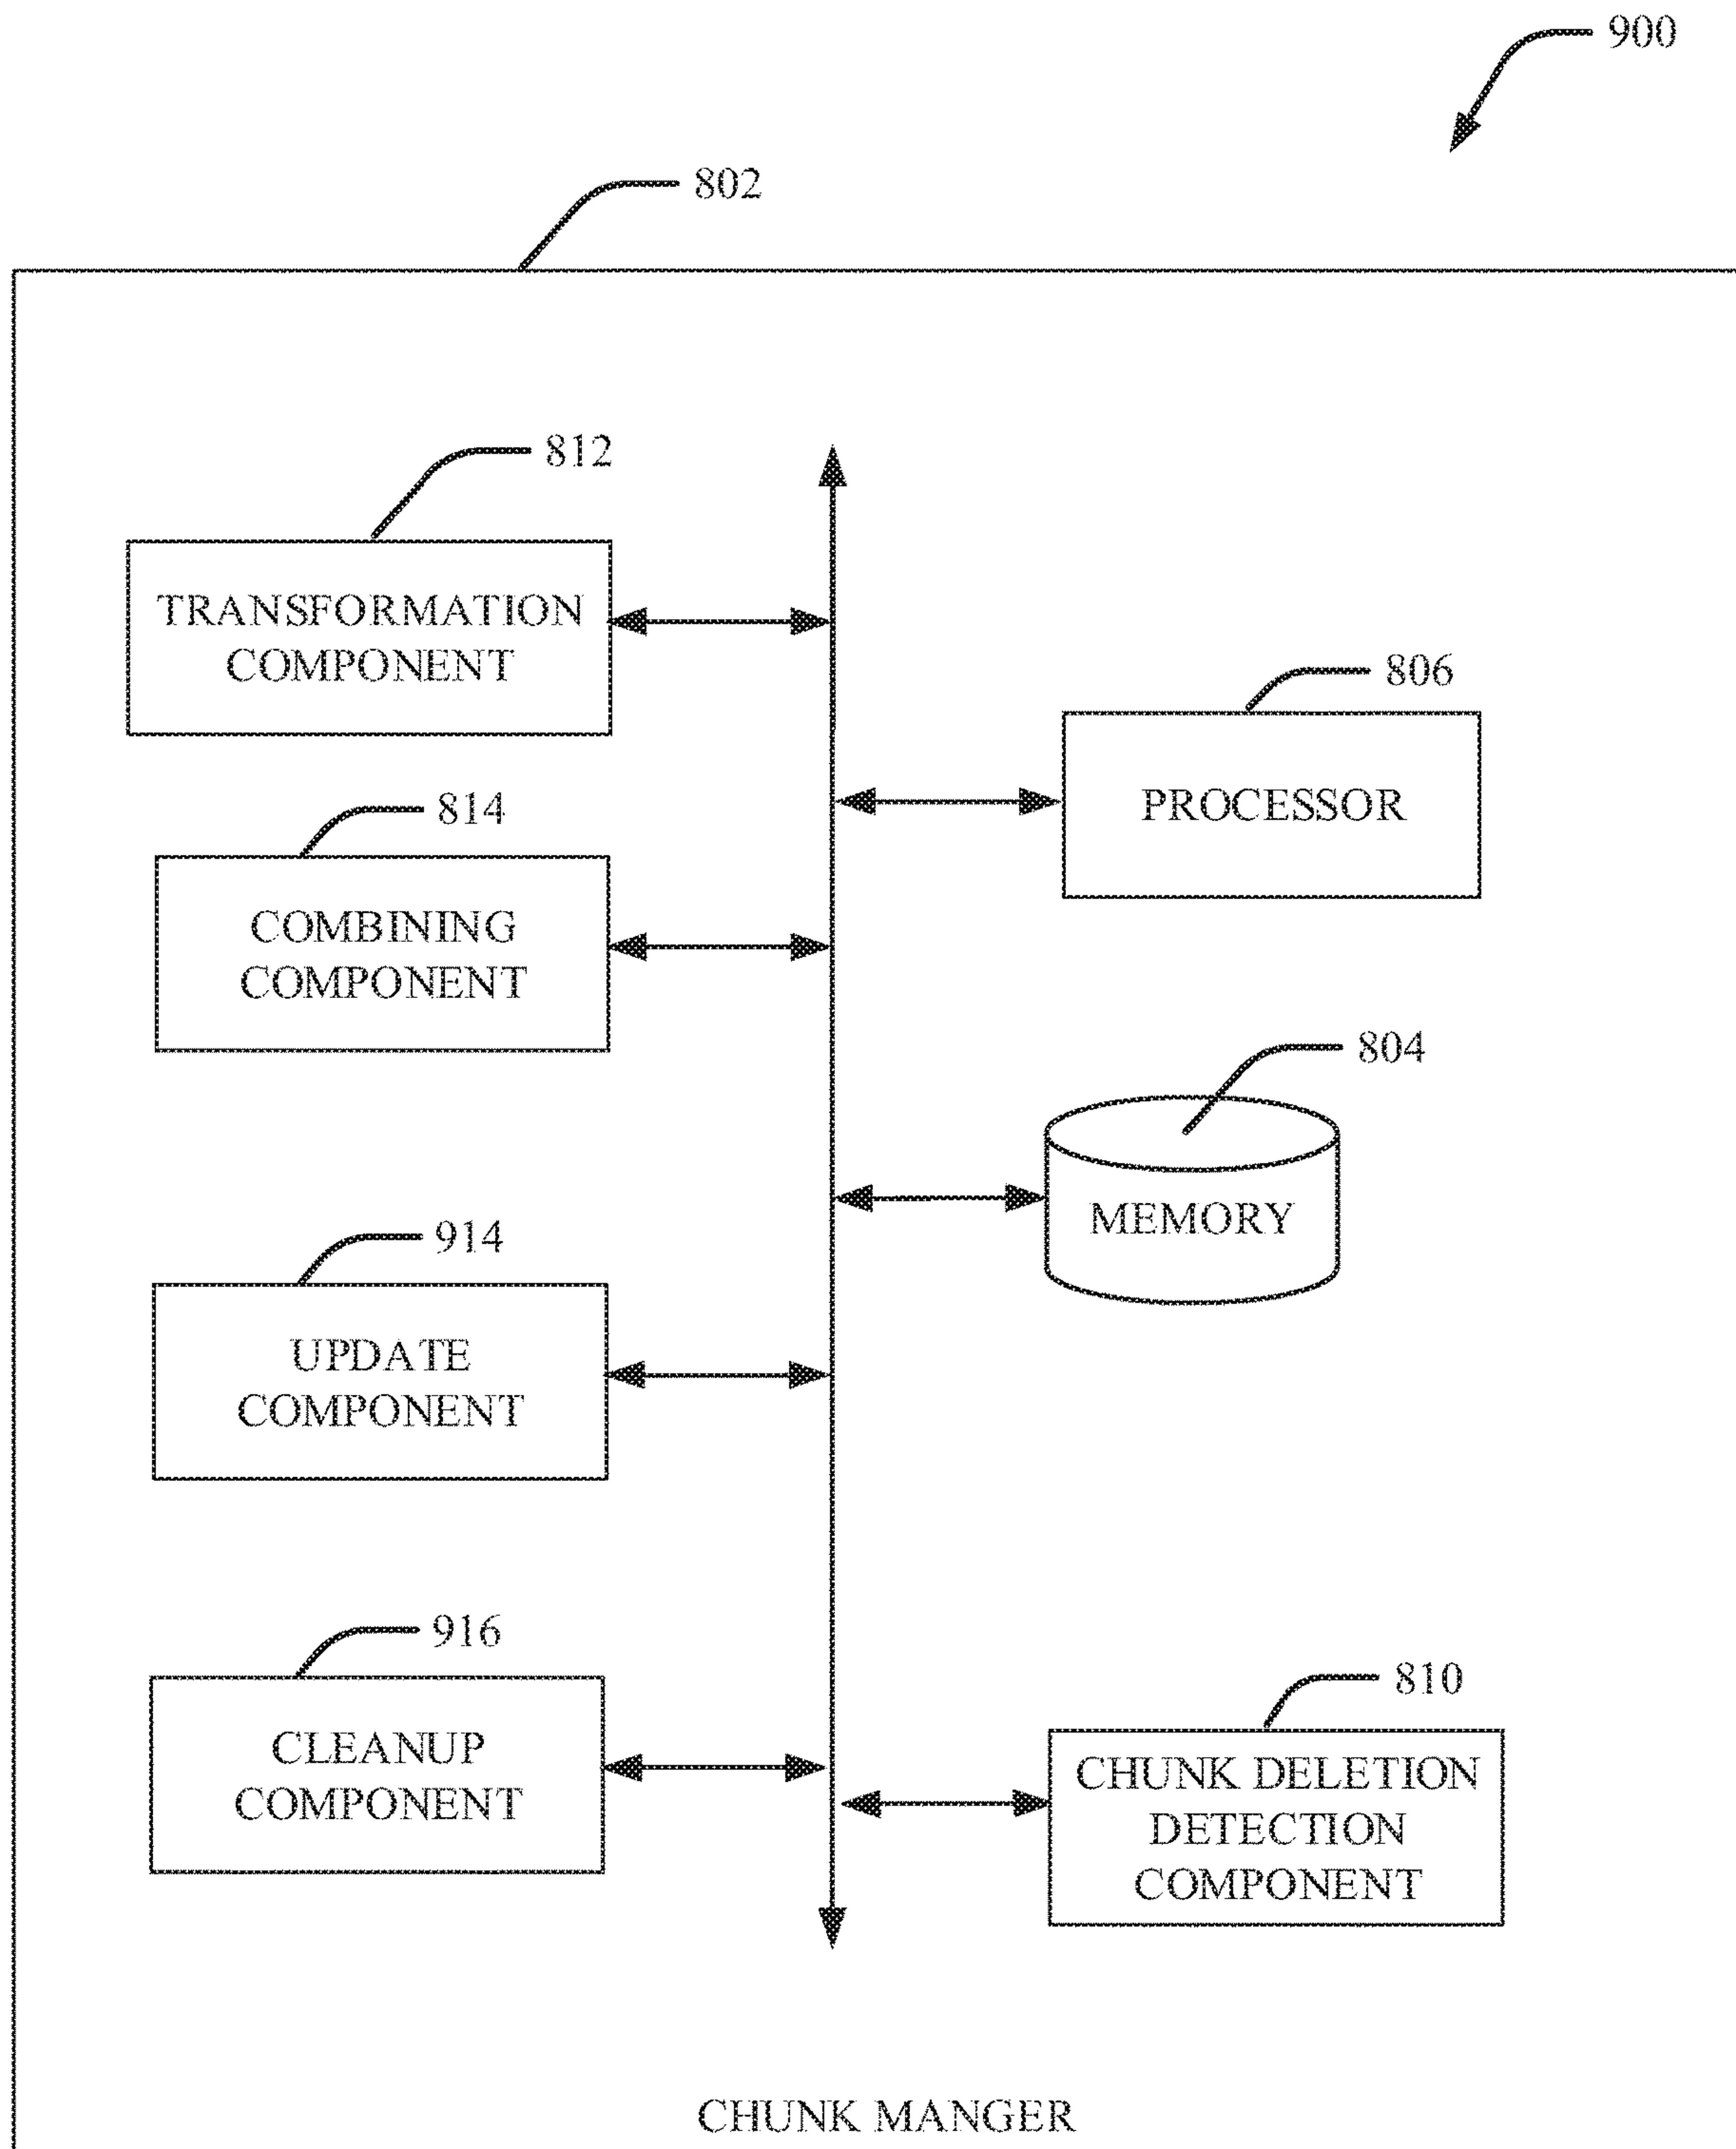 900
802
812
TRANSFORMATION
COMPONENT
806
PROCESSOR
814
COMBINING
COMPONENT
804
MEMORY
914
UPDATE
COMPONENT
916
CLEANUP
COMPONENT
810
CHUNK DELETION
DETECTION
COMPONENT
CHUNK MANGER